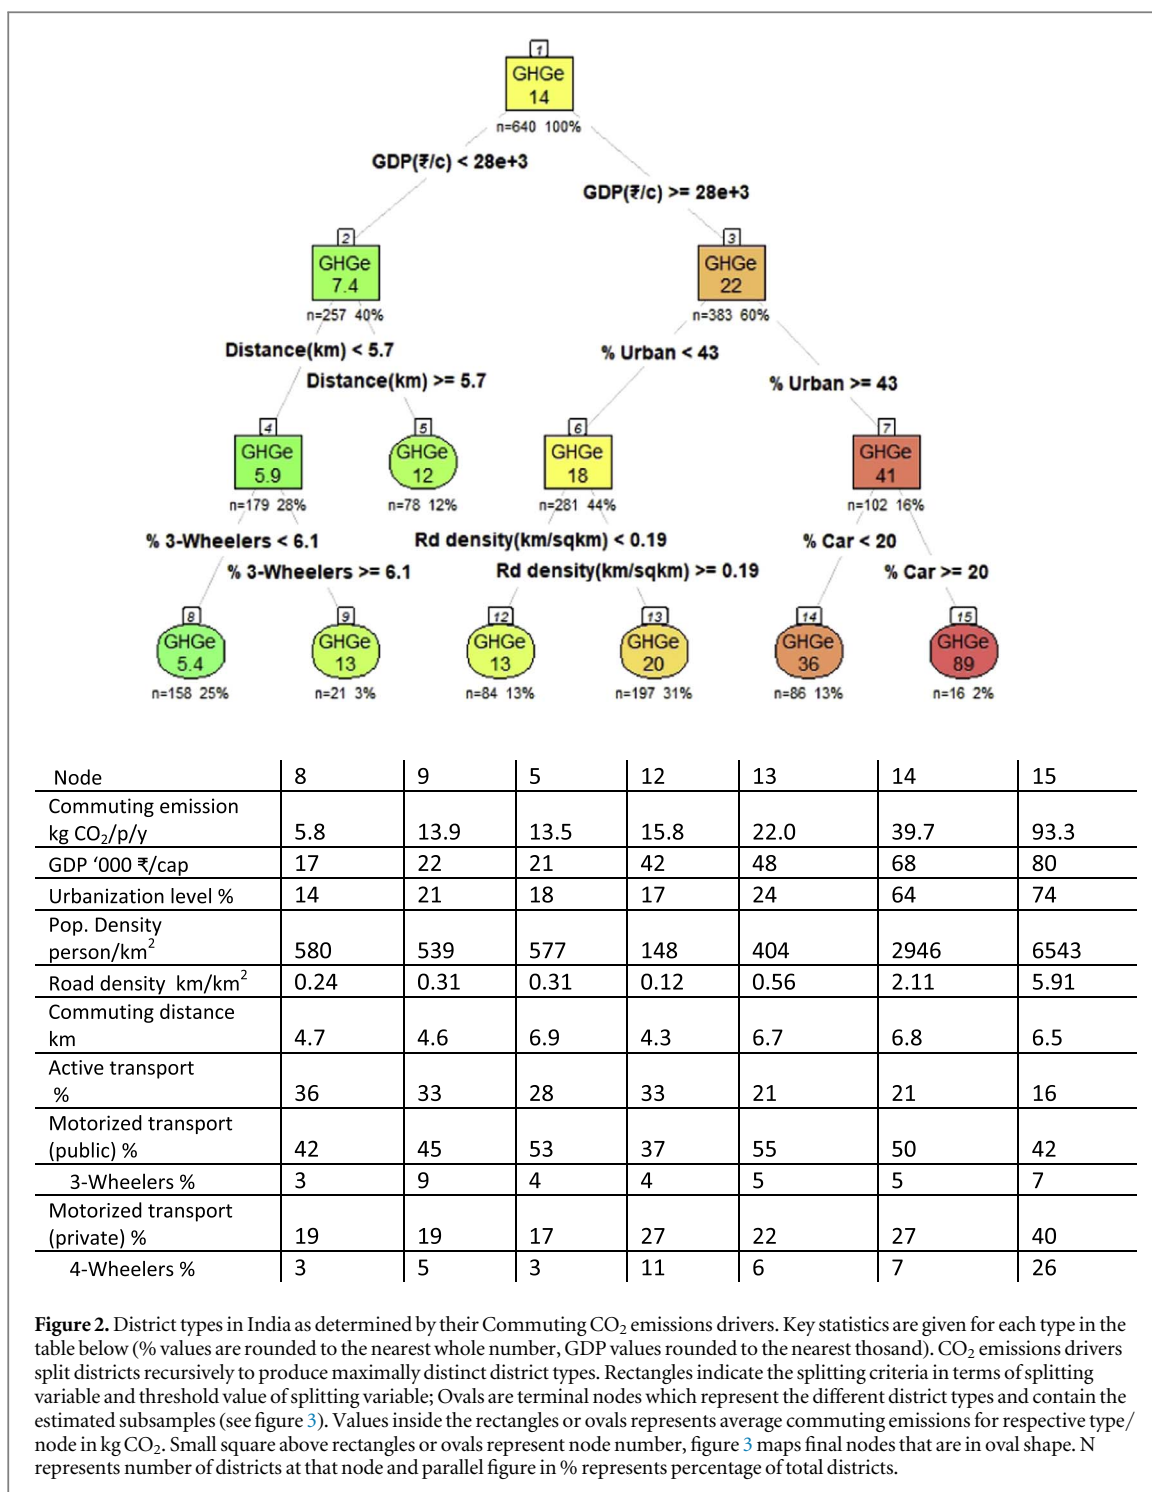 1
GHGe
14
n=640 100%
GDP(₹/c) < 28e+3
GDP(₹/c) >= 28e+3
2
3
GHGe
7.4
GHGe
22
n=257 40%
n=383 60%
Distance(km) < 5.7
% Urban < 43
Distance(km) >= 5.7
% Urban >= 43
4
5
6
7
GHGe
5.9
GHGe
12
GHGe
18
GHGe
41
n=179 28%
n=78 12%
n=281 44%
n=102 16%
% 3-Wheelers < 6.1
Rd density(km/sqkm) < 0.19
% Car < 20
% 3-Wheelers >= 6.1
Rd density(km/sqkm) >= 0.19
% Car >= 20
8
9
12
13
14
15
GHGe
5.4
GHGe
13
GHGe
13
GHGe
20
GHGe
36
GHGe
89
n=158 25%
n=21 3%
n=84 13%
n=197 31%
n=86 13%
n=16 2%
Node 8 9 5 12 13 14 15
Commuting emission
kg CO₂/p/y 5.8 13.9 13.5 15.8 22.0 39.7 93.3
GDP ‘000 ₹/cap 17 22 21 42 48 68 80
Urbanization level % 14 21 18 17 24 64 74
Pop. Density
person/km² 580 539 577 148 404 2946 6543
Road density km/km² 0.24 0.31 0.31 0.12 0.56 2.11 5.91
Commuting distance
km 4.7 4.6 6.9 4.3 6.7 6.8 6.5
Active transport
% 36 33 28 33 21 21 16
Motorized transport
(public) % 42 45 53 37 55 50 42
3-Wheelers % 3 9 4 4 5 5 7
Motorized transport
(private) % 19 19 17 27 22 27 40
4-Wheelers % 3 5 3 11 6 7 26
Figure 2. District types in India as determined by their Commuting CO₂ emissions drivers. Key statistics are given for each type in the
table below (% values are rounded to the nearest whole number, GDP values rounded to the nearest thosand). CO₂ emissions drivers
split districts recursively to produce maximally distinct district types. Rectangles indicate the splitting criteria in terms of splitting
variable and threshold value of splitting variable; Ovals are terminal nodes which represent the different district types and contain the
estimated subsamples (see figure 3). Values inside the rectangles or ovals represents average commuting emissions for respective type/
node in kg CO₂. Small square above rectangles or ovals represent node number, figure 3 maps final nodes that are in oval shape. N
represents number of districts at that node and parallel figure in % represents percentage of total districts.